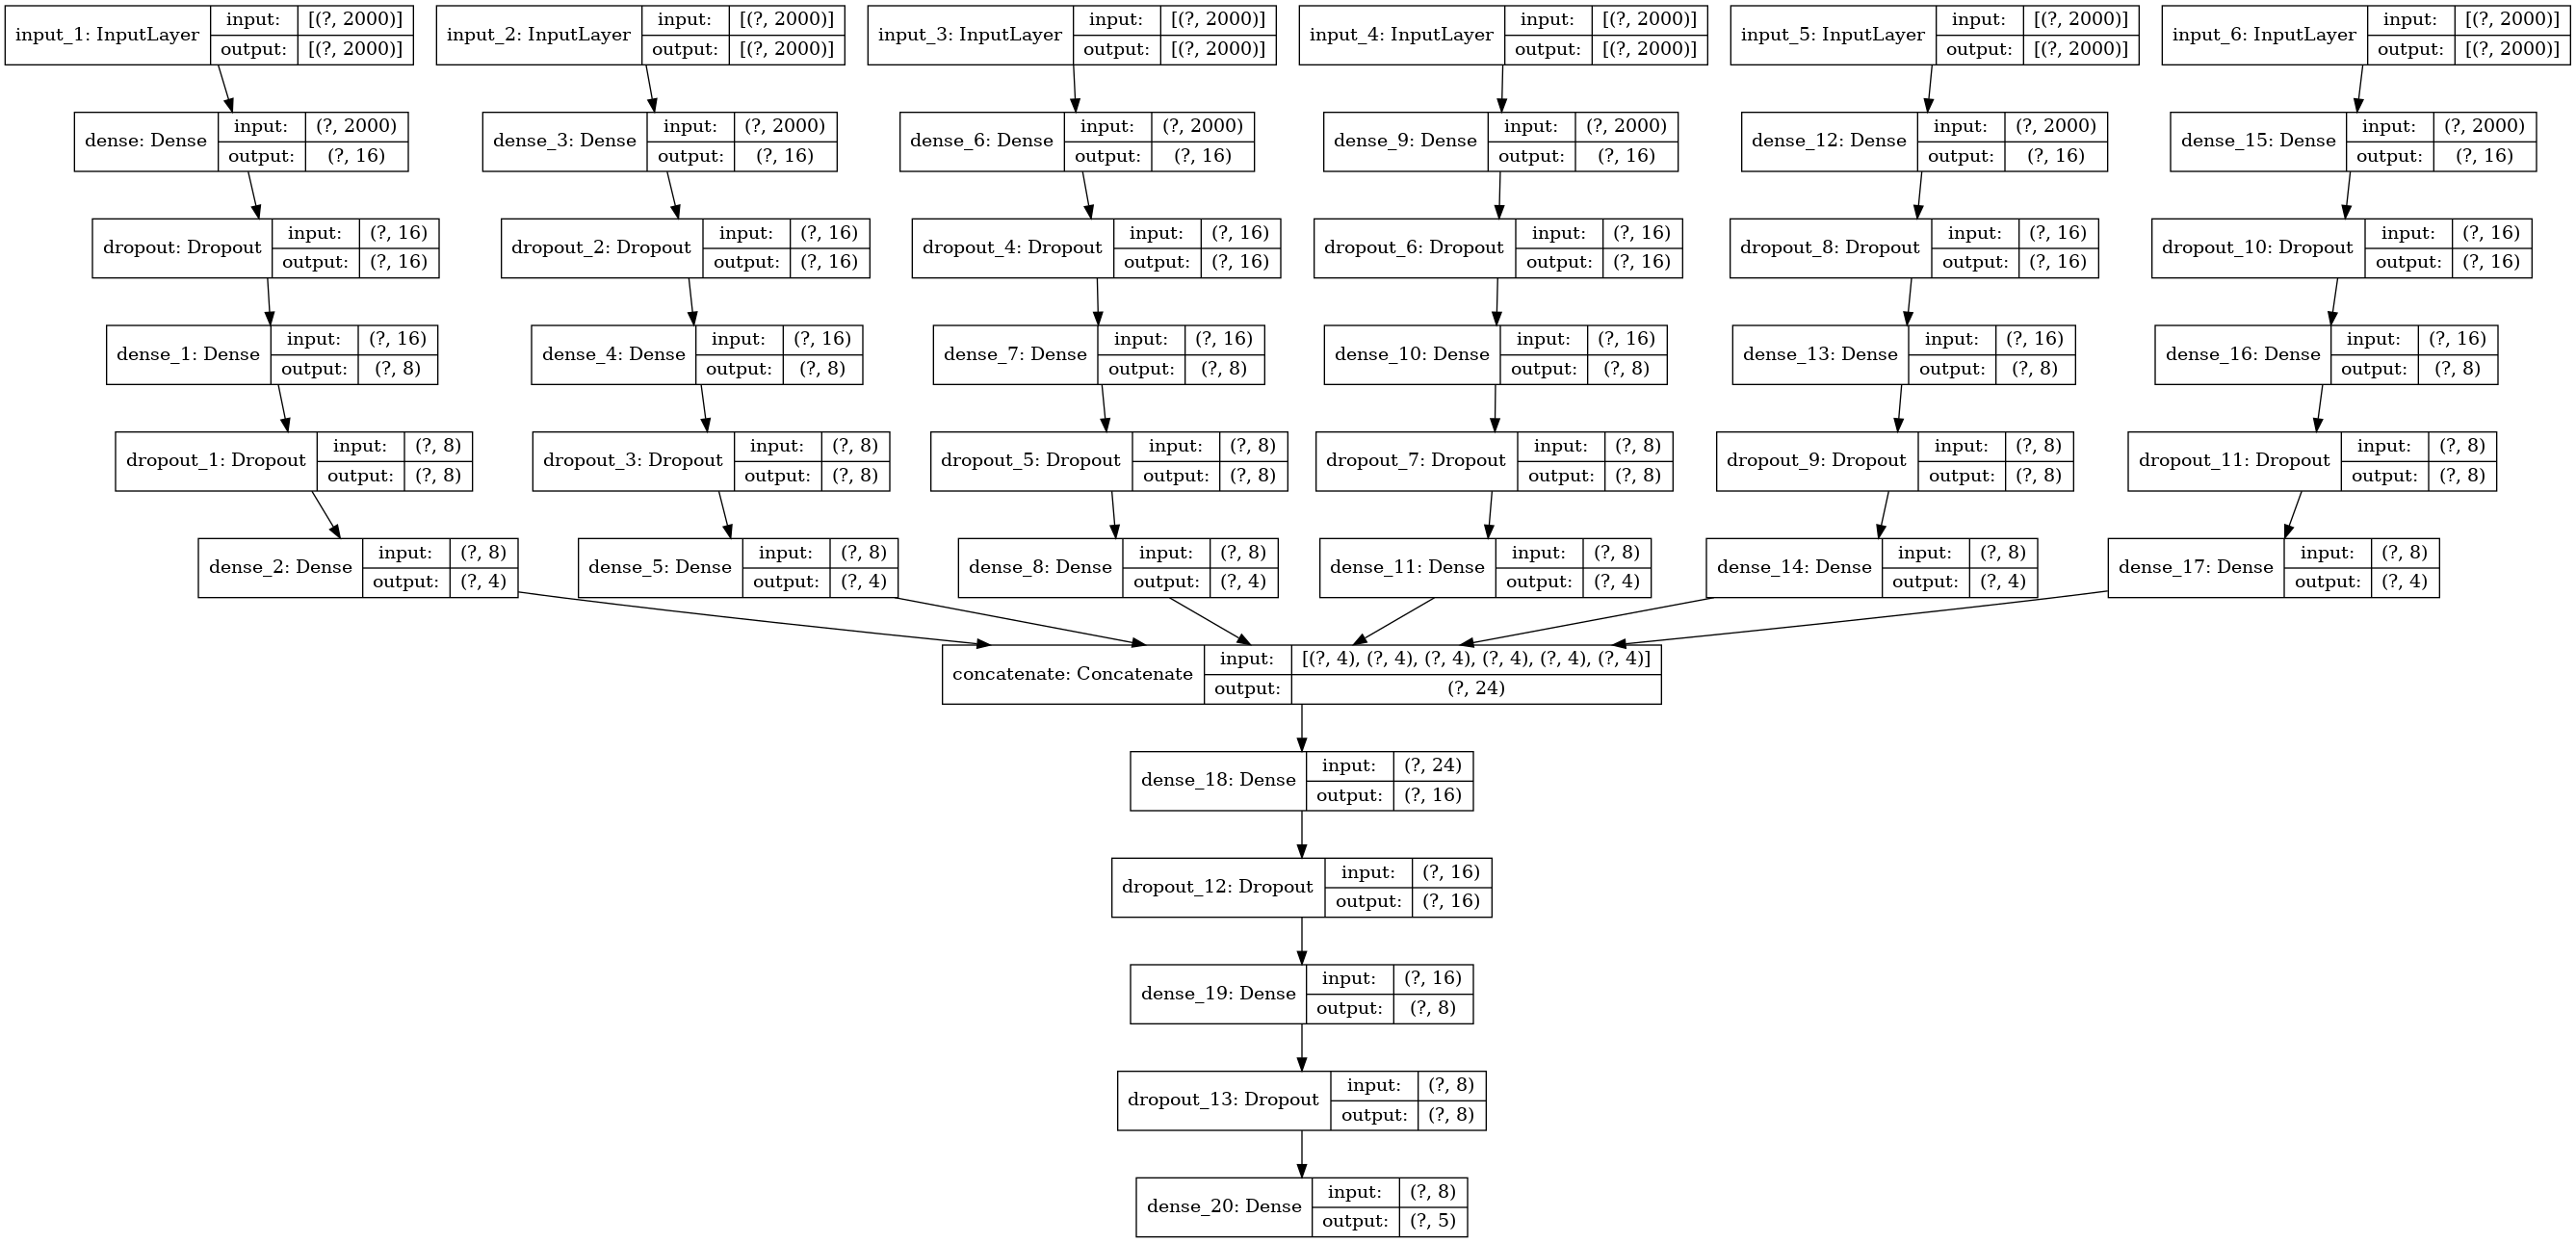 input_1: InputLayer input: [(?, 2000)] output: [(?, 2000)]
input_2: InputLayer input: [(?, 2000)] output: [(?, 2000)]
input_3: InputLayer input: [(?, 2000)] output: [(?, 2000)]
input_4: InputLayer input: [(?, 2000)] output: [(?, 2000)]
input_5: InputLayer input: [(?, 2000)] output: [(?, 2000)]
input_6: InputLayer input: [(?, 2000)] output: [(?, 2000)]
dense: Dense input: (?, 2000) output: (?, 16)
dense_3: Dense input: (?, 2000) output: (?, 16)
dense_6: Dense input: (?, 2000) output: (?, 16)
dense_9: Dense input: (?, 2000) output: (?, 16)
dense_12: Dense input: (?, 2000) output: (?, 16)
dense_15: Dense input: (?, 2000) output: (?, 16)
dropout: Dropout input: (?, 16) output: (?, 16)
dropout_2: Dropout input: (?, 16) output: (?, 16)
dropout_4: Dropout input: (?, 16) output: (?, 16)
dropout_6: Dropout input: (?, 16) output: (?, 16)
dropout_8: Dropout input: (?, 16) output: (?, 16)
dropout_10: Dropout input: (?, 16) output: (?, 16)
dense_1: Dense input: (?, 16) output: (?, 8)
dense_4: Dense input: (?, 16) output: (?, 8)
dense_7: Dense input: (?, 16) output: (?, 8)
dense_10: Dense input: (?, 16) output: (?, 8)
dense_13: Dense input: (?, 16) output: (?, 8)
dense_16: Dense input: (?, 16) output: (?, 8)
dropout_1: Dropout input: (?, 8) output: (?, 8)
dropout_3: Dropout input: (?, 8) output: (?, 8)
dropout_5: Dropout input: (?, 8) output: (?, 8)
dropout_7: Dropout input: (?, 8) output: (?, 8)
dropout_9: Dropout input: (?, 8) output: (?, 8)
dropout_11: Dropout input: (?, 8) output: (?, 8)
dense_2: Dense input: (?, 8) output: (?, 4)
dense_5: Dense input: (?, 8) output: (?, 4)
dense_8: Dense input: (?, 8) output: (?, 4)
dense_11: Dense input: (?, 8) output: (?, 4)
dense_14: Dense input: (?, 8) output: (?, 4)
dense_17: Dense input: (?, 8) output: (?, 4)
concatenate: Concatenate input: [(?, 4), (?, 4), (?, 4), (?, 4), (?, 4), (?, 4)] output: (?, 24)
dense_18: Dense input: (?, 24) output: (?, 16)
dropout_12: Dropout input: (?, 16) output: (?, 16)
dense_19: Dense input: (?, 16) output: (?, 8)
dropout_13: Dropout input: (?, 8) output: (?, 8)
dense_20: Dense input: (?, 8) output: (?, 5)